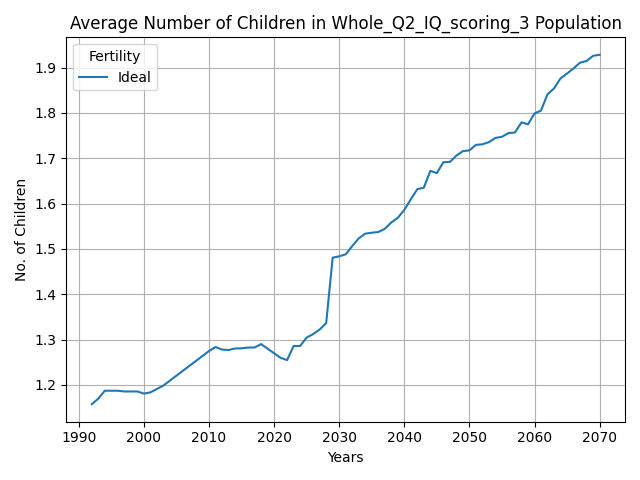 Average Number of Children in Whole_Q2_IQ_scoring_3 Population
Fertility
Ideal
No. of Children
1.9
1.8
1.7
1.6
1.5
1.4
1.3
1.2
1990 2000 2010 2020 2030 2040 2050 2060 2070
Years